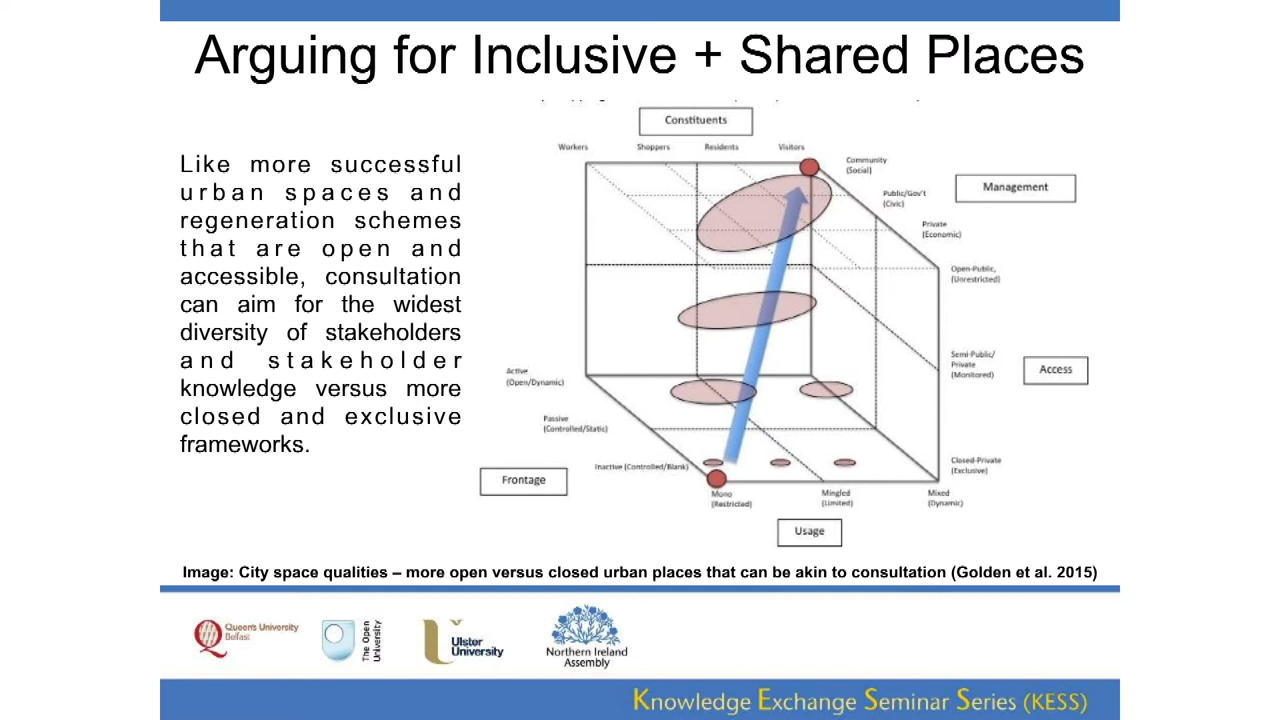 Arguing for Inclusive + Shared Places
Like more successful
urban spaces and
regeneration schemes
that are open and
accessible, consultation
can aim for the widest
diversity of stakeholders
and stakeholder
knowledge versus more
closed and exclusive
frameworks.
Constituents
Workers Shoppers Residents Visitors
Community
(Social)
Management
Public/Gov't
(Civic)
Private
(Economic)
Open-Public,
(Unrestricted)
Semi-Public/
Private
(Monitored)
Access
Active
(Open/Dynamic)
Passive
(Controlled/Static)
Inactive (Controlled/Blank)
Closed-Private
(Exclusive)
Frontage
Mono
(Restricted)
Mingled
(Limited)
Mixed
(Dynamic)
Usage
Image: City space qualities – more open versus closed urban places that can be akin to consultation (Golden et al. 2015)
Queen's University
Belfast
The Open
University
Ulster
University
Northern Ireland
Assembly
Knowledge Exchange Seminar Series (KESS)